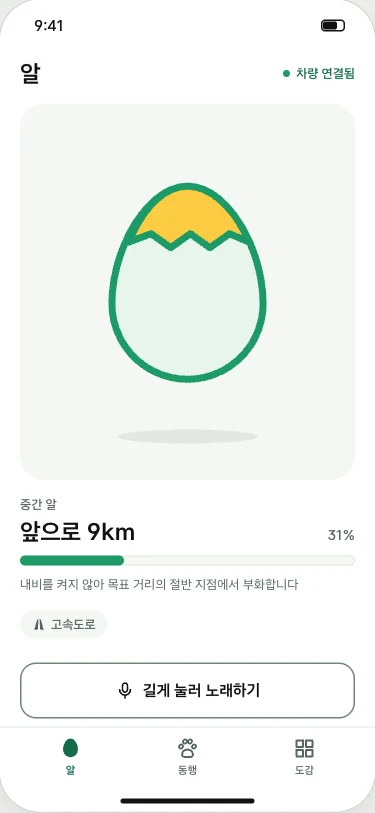 9:41
알
차량 연결됨
중간 알
앞으로 9km
31%
내비를 켜지 않아 목표 거리의 절반 지점에서 부화합니다
고속도로
길게 눌러 노래하기
알
동행
도감